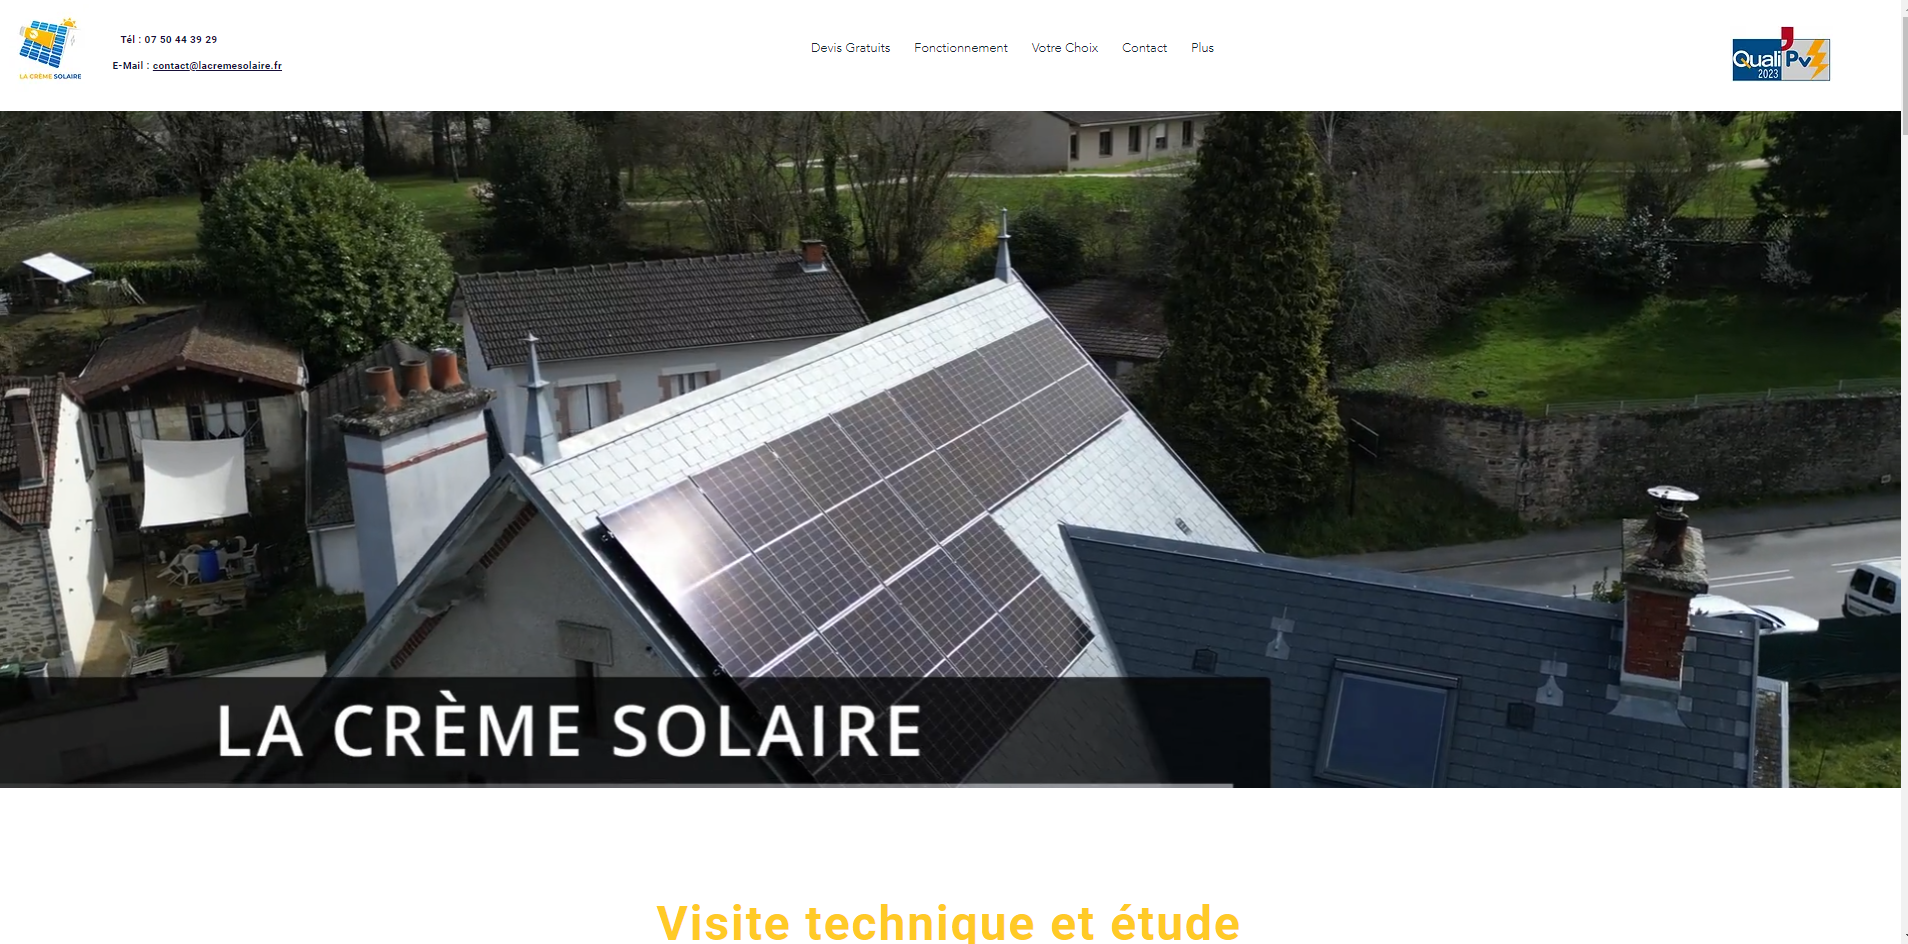 LA CRÈME SOLAIRE
Tél : 07 50 44 39 29
E-Mail : contact@lacremesolaire.fr
Devis Gratuits
Fonctionnement
Votre Choix
Contact
Plus
Quali'Pv
2023
LA CRÈME SOLAIRE
Visite technique et étude